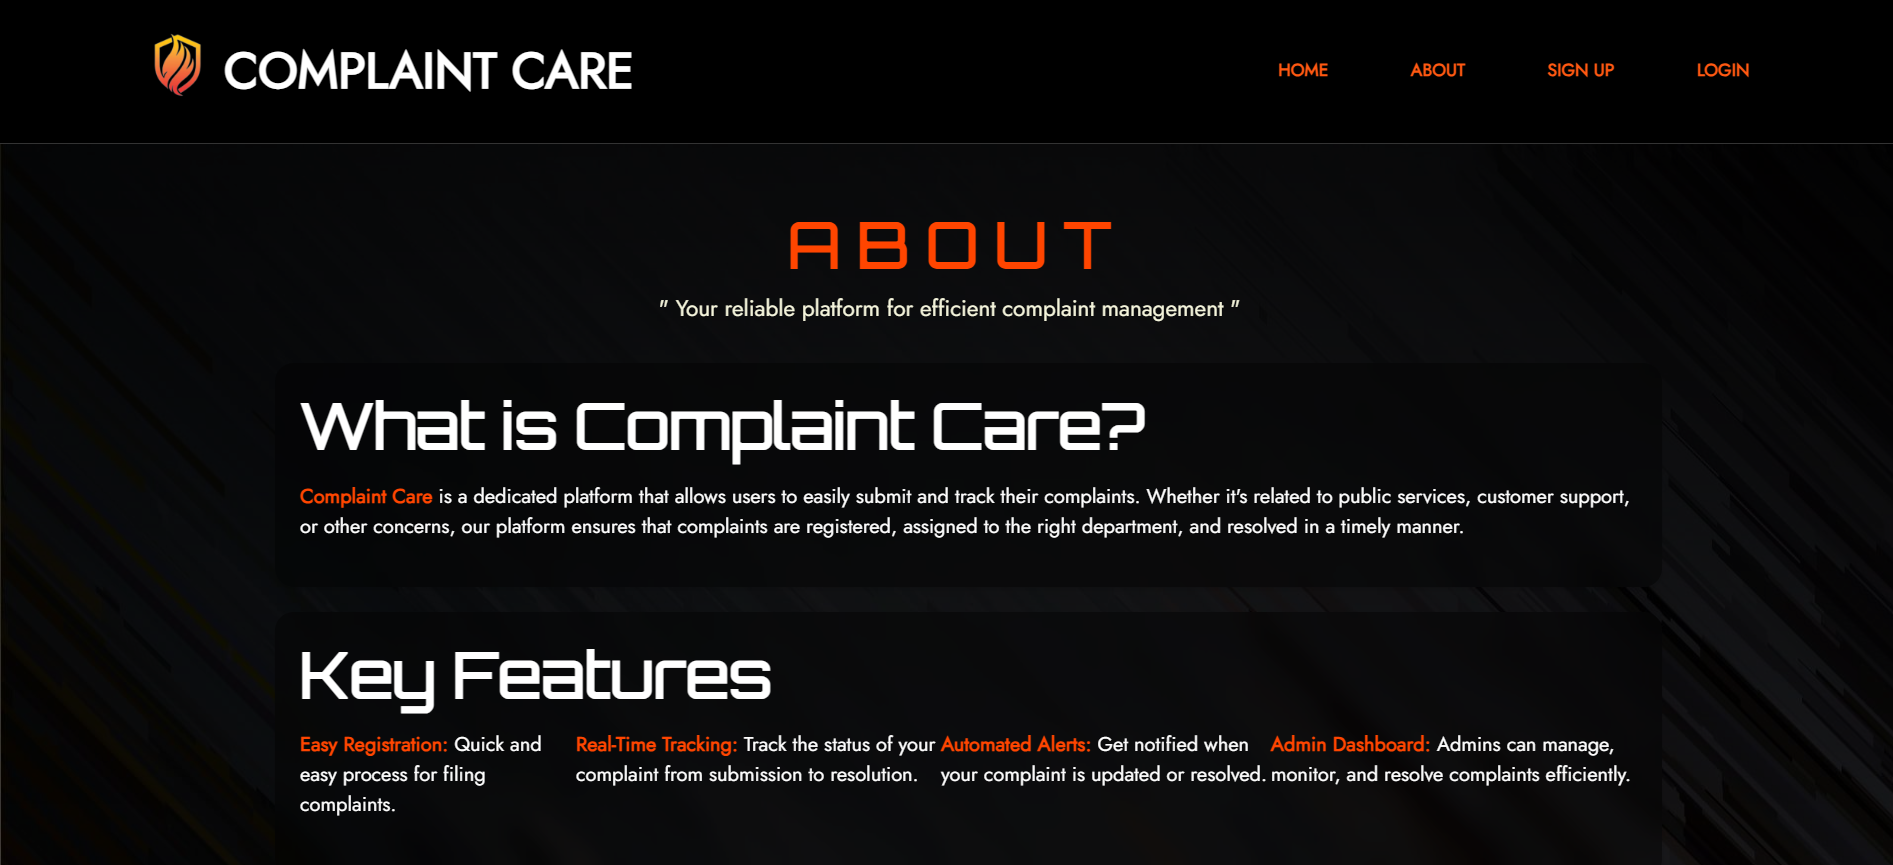 COMPLAINT CARE
HOME
ABOUT
SIGN UP
LOGIN
ABOUT
" Your reliable platform for efficient complaint management "
What is Complaint Care?
Complaint Care is a dedicated platform that allows users to easily submit and track their complaints. Whether it's related to public services, customer support,
or other concerns, our platform ensures that complaints are registered, assigned to the right department, and resolved in a timely manner.
Key Features
Easy Registration: Quick and
easy process for filing
complaints.
Real-Time Tracking: Track the status of your
complaint from submission to resolution.
Automated Alerts: Get notified when
your complaint is updated or resolved.
Admin Dashboard: Admins can manage,
monitor, and resolve complaints efficiently.